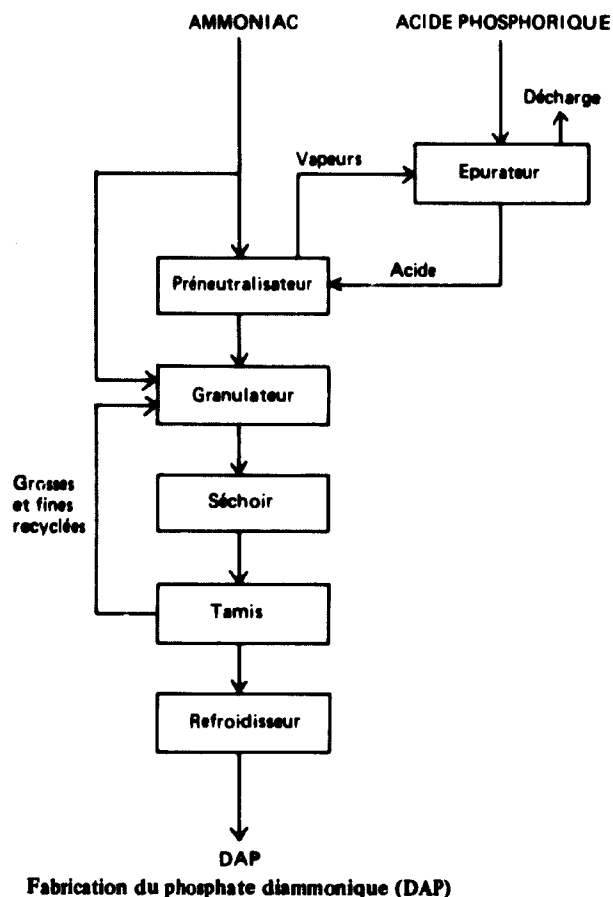 AMMONIAC
ACIDE PHOSPHORIQUE
Décharge
Vapeurs
Epurateur
Préneutralisateur
Acide
Granulateur
Grosses
et fines
recyclées
Séchoir
Tamis
Refroidisseur
DAP
Fabrication du phosphate diammonique (DAP)